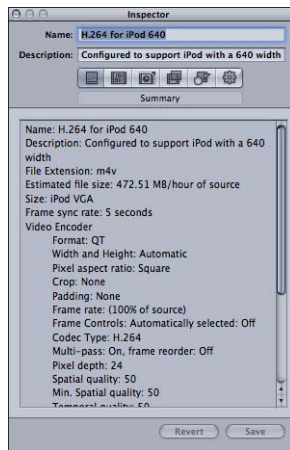 Inspector
Name: H.264 for iPod 640
Description: Configured to support iPod with a 640 width
Summary
Name: H.264 for iPod 640
Description: Configured to support iPod with a 640
width
File Extension: m4v
Estimated file size: 472.51 MB/hour of source
Size: iPod VGA
Frame sync rate: 5 seconds
Video Encoder
Format: QT
Width and Height: Automatic
Pixel aspect ratio: Square
Crop: None
Padding: None
Frame rate: (100% of source)
Frame Controls: Automatically selected: Off
Codec Type: H.264
Multi-pass: On, frame reorder: Off
Pixel depth: 24
Spatial quality: 50
Min. Spatial quality: 50
Temporal quality: 50
Revert Save